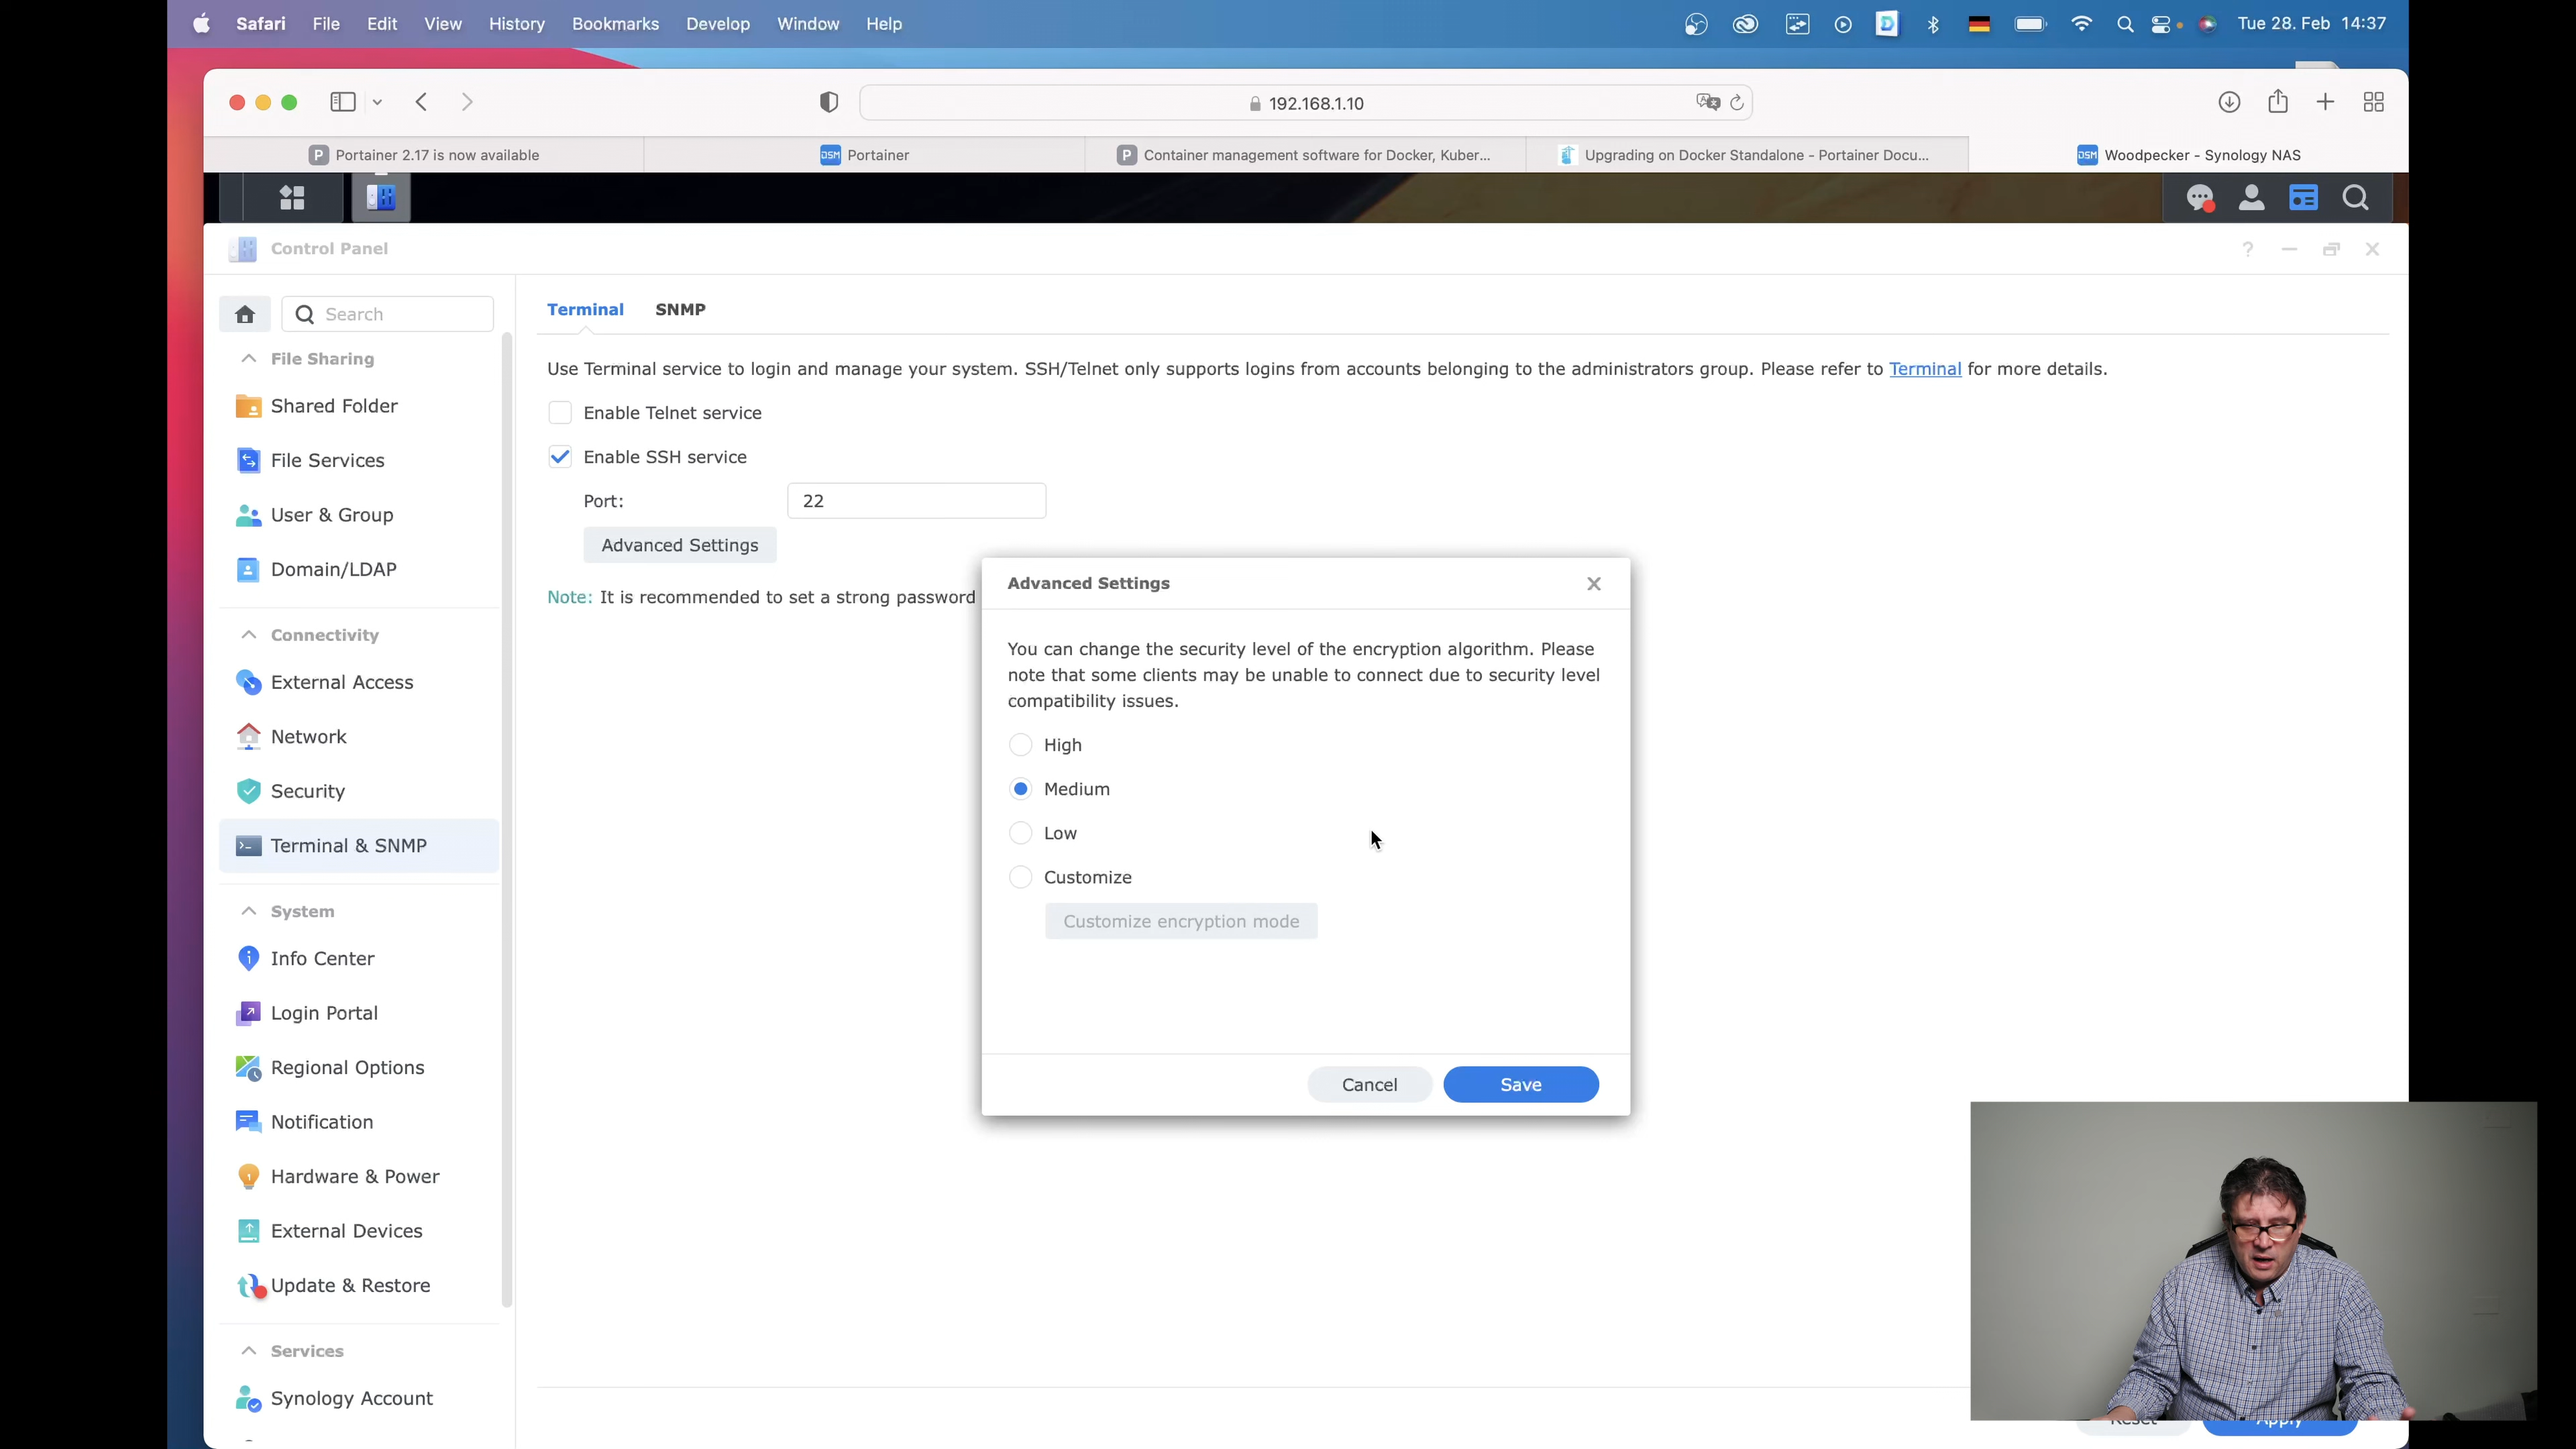 Safari File Edit View History Bookmarks Develop Window Help
Tue 28. Feb 14:37
192.168.1.10
P Portainer 2.17 is now available
DSM Portainer
P Container management software for Docker, Kuber...
Upgrading on Docker Standalone - Portainer Docu...
DSM Woodpecker - Synology NAS
Control Panel
Search
File Sharing
Shared Folder
File Services
User & Group
Domain/LDAP
Connectivity
External Access
Network
Security
Terminal & SNMP
System
Info Center
Login Portal
Regional Options
Notification
Hardware & Power
External Devices
Update & Restore
Services
Synology Account
Terminal SNMP
Use Terminal service to login and manage your system. SSH/Telnet only supports logins from accounts belonging to the administrators group. Please refer to Terminal for more details.
Enable Telnet service
Enable SSH service
Port: 22
Advanced Settings
Note: It is recommended to set a strong password
Advanced Settings
You can change the security level of the encryption algorithm. Please
note that some clients may be unable to connect due to security level
compatibility issues.
High
Medium
Low
Customize
Customize encryption mode
Cancel Save
Reset Apply